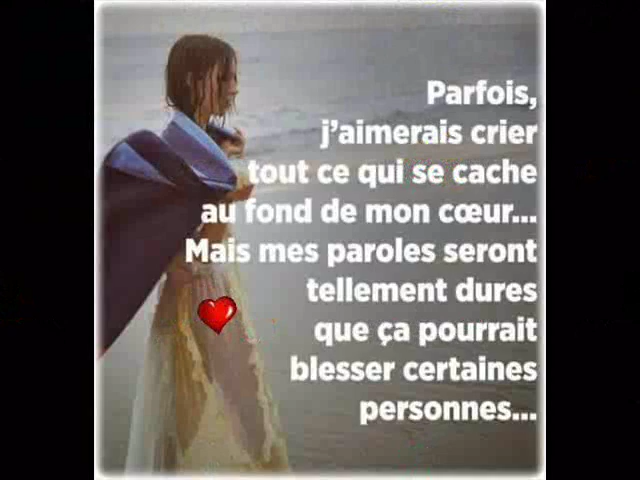 Parfois,
j'aimerais crier
tout ce qui se cache
au fond de mon cœur...
Mais mes paroles seront
tellement dures
que ça pourrait
blesser certaines
personnes...